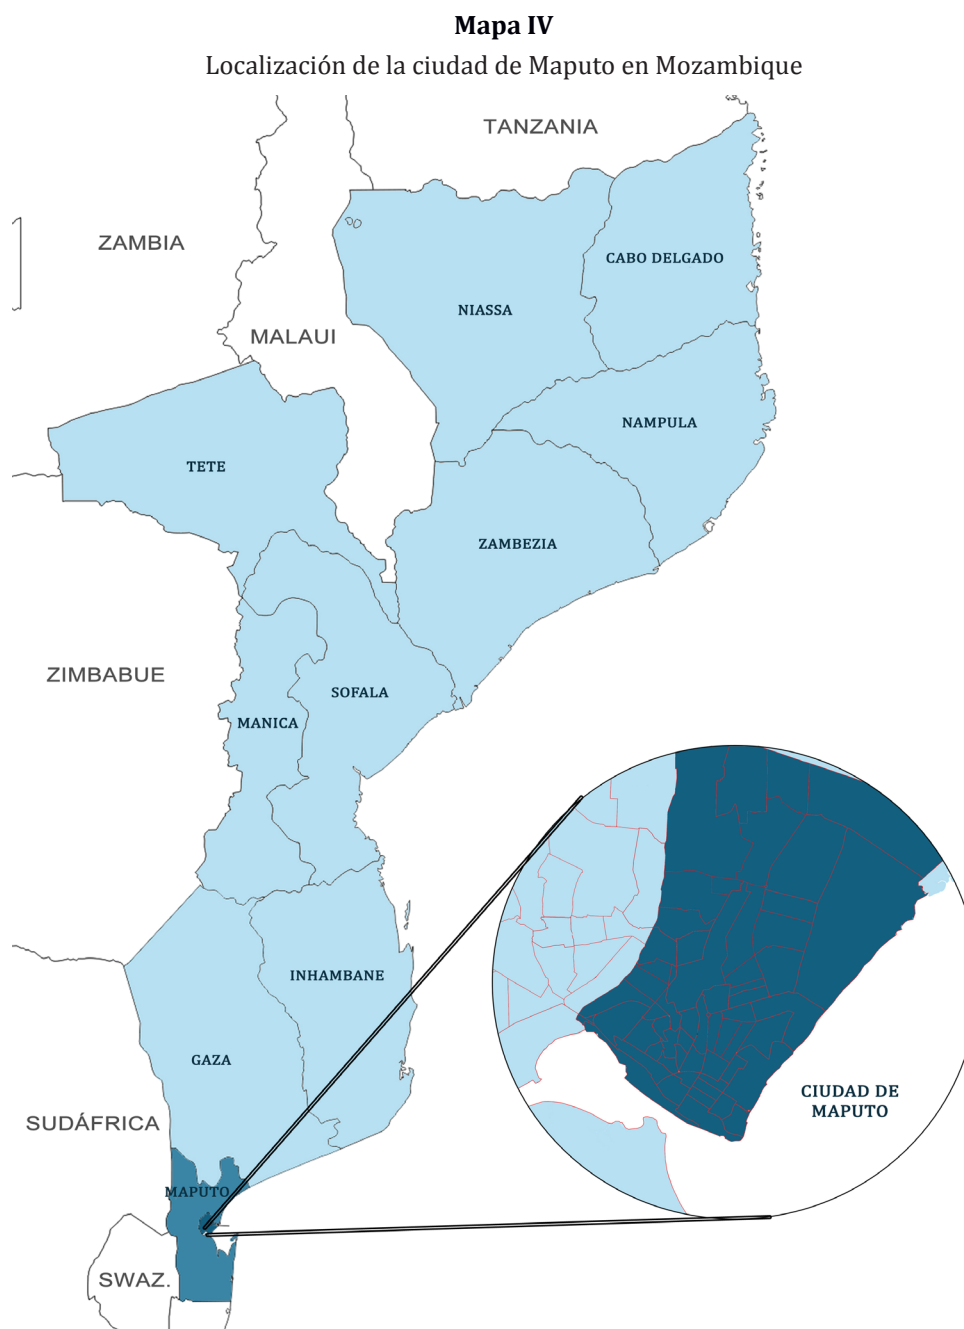 Mapa IV
Localización de la ciudad de Maputo en Mozambique
TANZANIA
ZAMBIA
CABO DELGADO
NIASSA
MALAUI
NAMPULA
TETE
ZAMBEZIA
ZIMBABUE
SOFALA
MANICA
INHAMBANE
GAZA
CIUDAD DE
MAPUTO
SUDÁFRICA
MAPUTO
SWAZ.